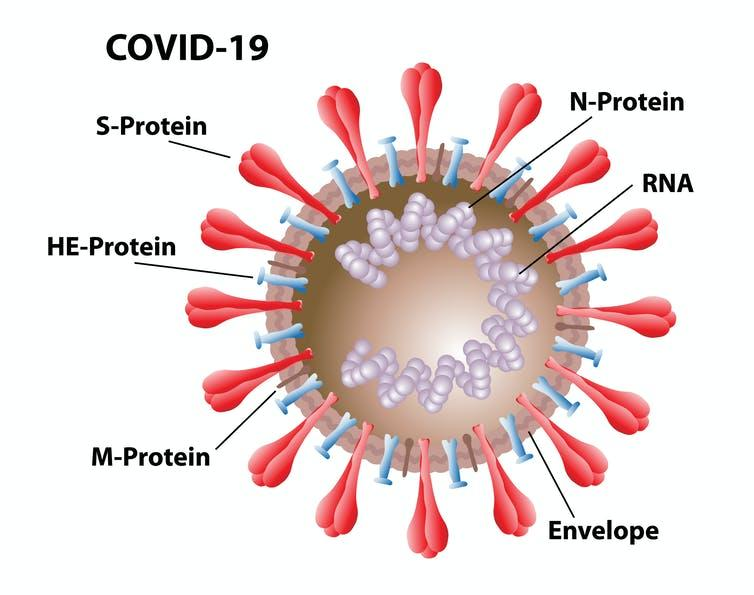 COVID-19
S-Protein
N-Protein
RNA
HE-Protein
M-Protein
Envelope